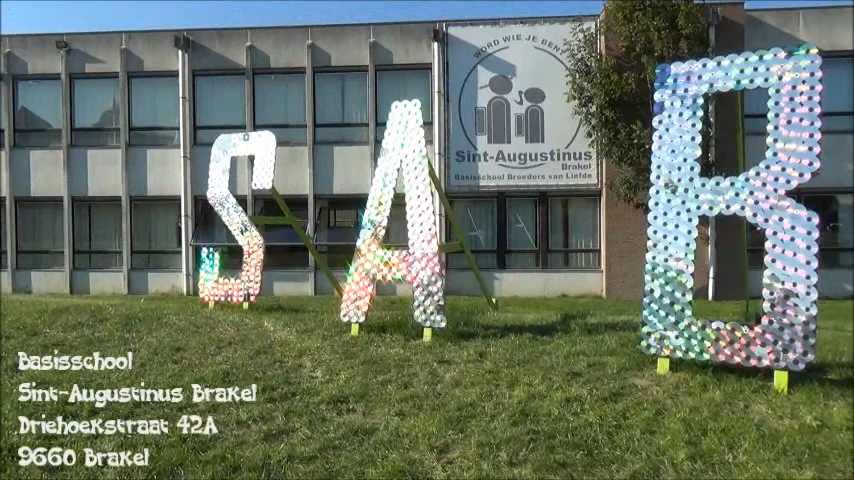 WORD WIE JE BENT
Sint-Augustinus
Brakel
Basisschool Broeders van Liefde
S A B
Basisschool
Sint-Augustinus Brakel
Driehoekstraat 42A
9660 Brakel